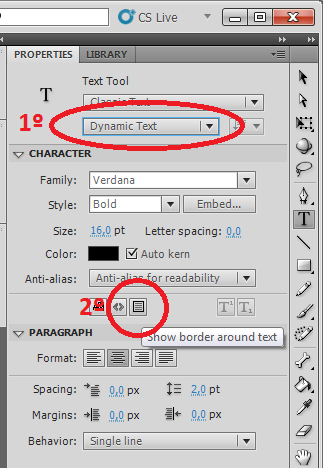 CS Live
PROPERTIES LIBRARY
Text Tool
T
Classic Text
1º Dynamic Text
CHARACTER
Family: Verdana
Style: Bold Embed...
Size: 16,0 pt Letter spacing: 0,0
Color: Auto kern
Anti-alias: Anti-alias for readability
2º
Show border around text
PARAGRAPH
Format:
Spacing: 0,0 px 2,0 pt
Margins: 0,0 px 0,0 px
Behavior: Single line